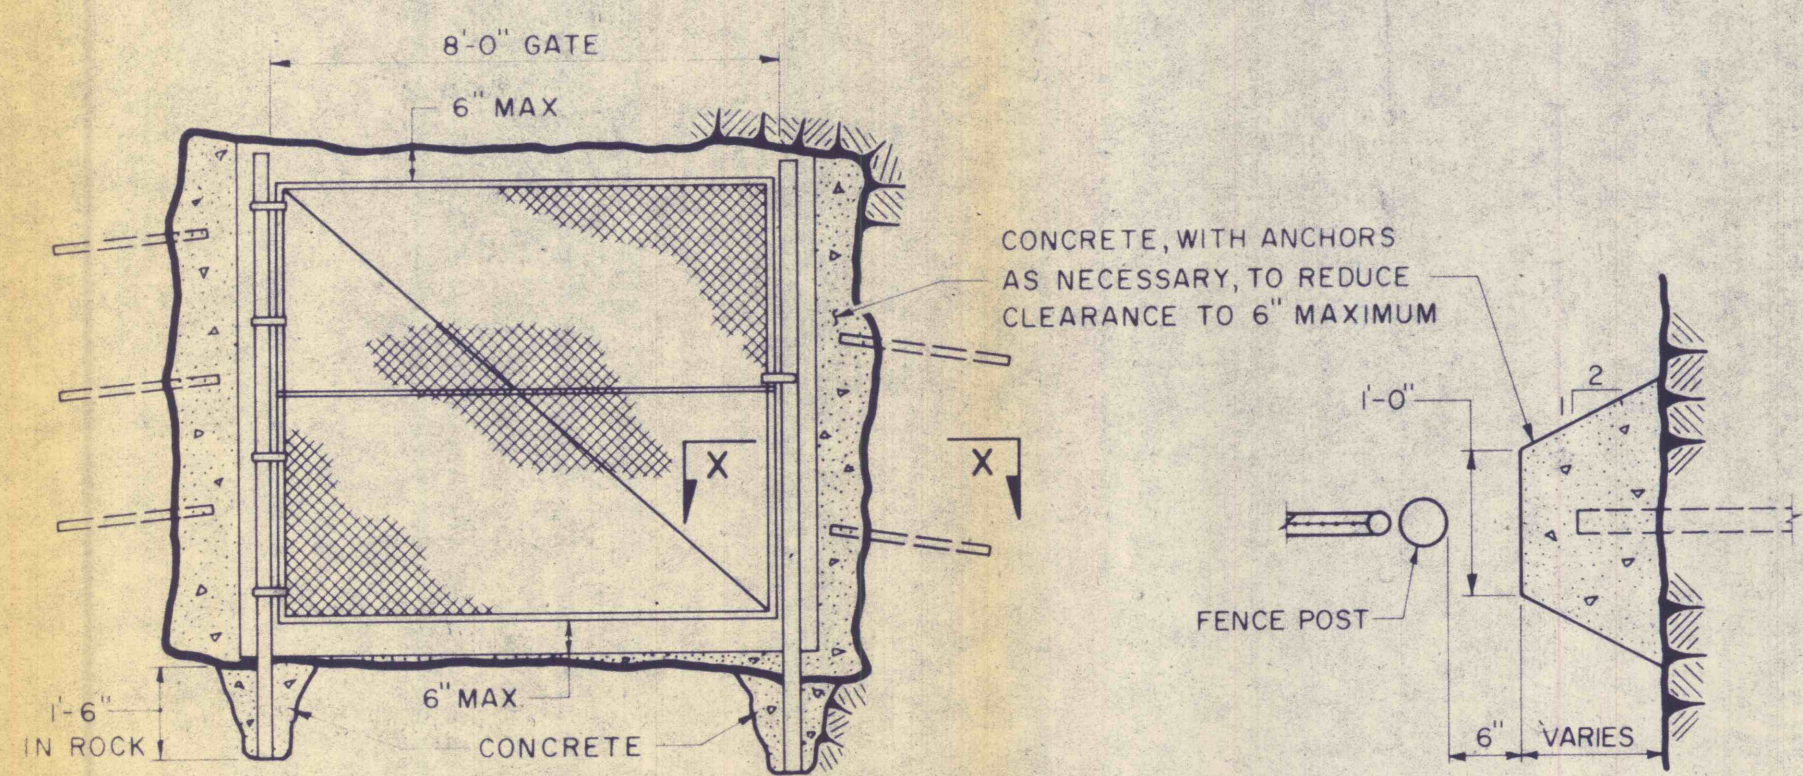 8'-0" GATE
6" MAX
CONCRETE, WITH ANCHORS
AS NECESSARY, TO REDUCE
CLEARANCE TO 6" MAXIMUM
2
1
1'-0"
X
X
FENCE POST
6" MAX
1'-6"
IN ROCK
CONCRETE
6"
VARIES